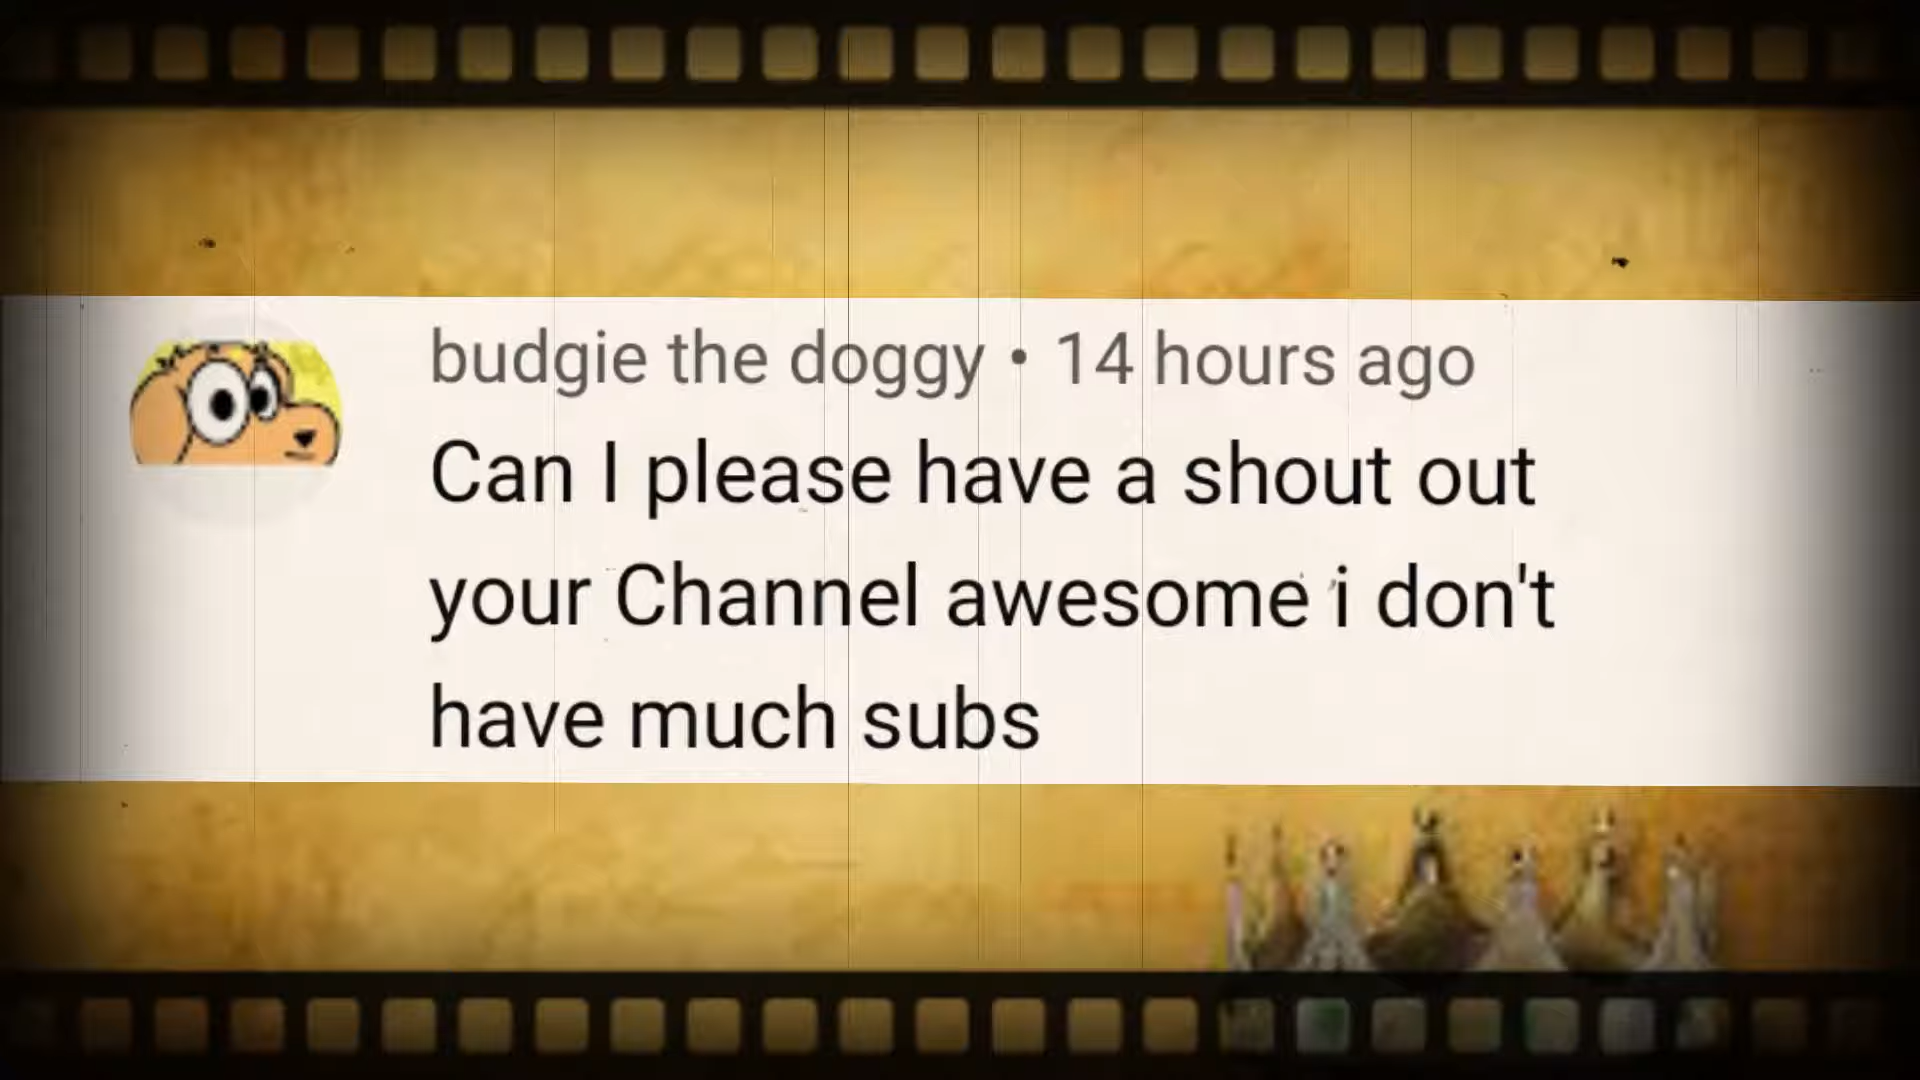 budgie the doggy • 14 hours ago
Can I please have a shout out
your Channel awesome i don't
have much subs